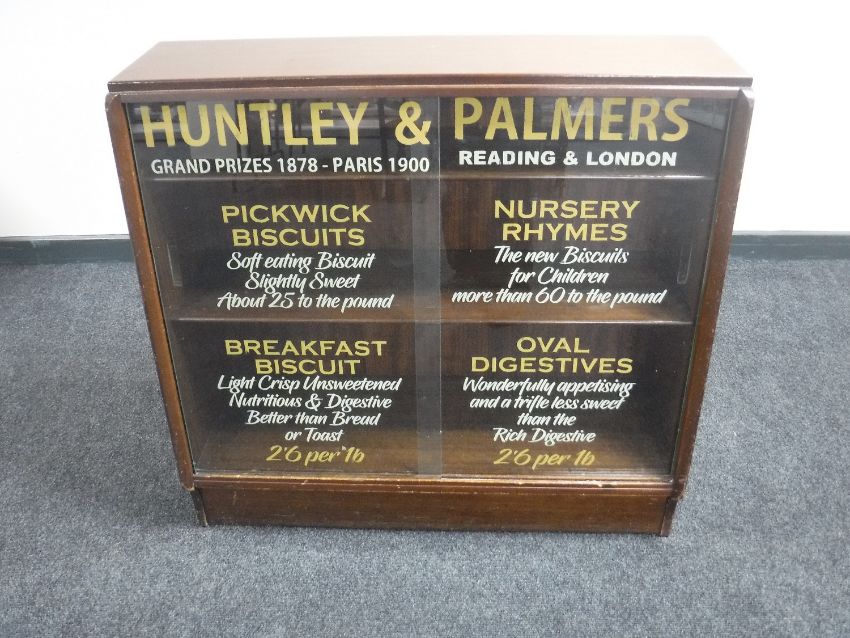 HUNTLEY & PALMERS
GRAND PRIZES 1878 - PARIS 1900
READING & LONDON
PICKWICK
BISCUITS
Soft eating Biscuit
Slightly Sweet
About 25 to the pound
NURSERY
RHYMES
The new Biscuits
for Children
more than 60 to the pound
BREAKFAST
BISCUIT
Light Crisp Unsweetened
Nutritious & Digestive
Better than Bread
or Toast
2'6 per 1b
OVAL
DIGESTIVES
Wonderfully appetising
and a trifle less sweet
than the
Rich Digestive
2'6 per 1b